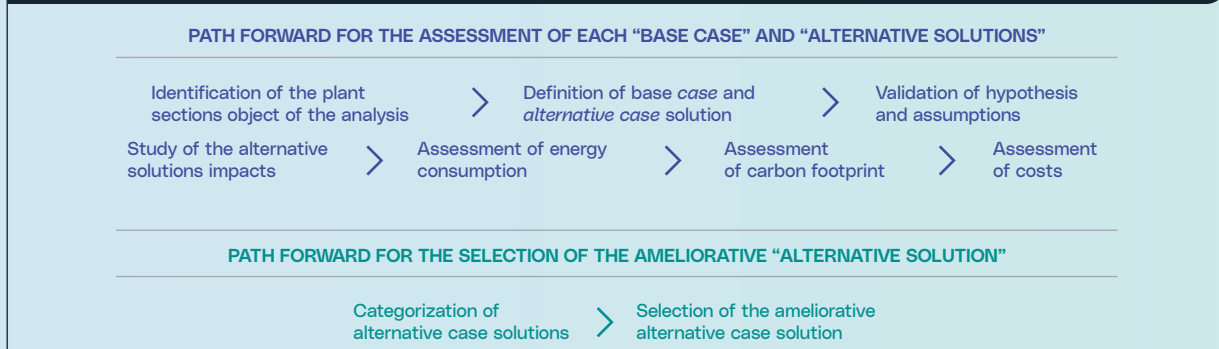 PATH FORWARD FOR THE ASSESSMENT OF EACH “BASE CASE” AND “ALTERNATIVE SOLUTIONS”
Identification of the plant
sections object of the analysis
Definition of base case and
alternative case solution
Validation of hypothesis
and assumptions
Study of the alternative
solutions impacts
Assessment of energy
consumption
Assessment
of carbon footprint
Assessment
of costs
PATH FORWARD FOR THE SELECTION OF THE AMELIORATIVE “ALTERNATIVE SOLUTION”
Categorization of
alternative case solutions
Selection of the ameliorative
alternative case solution